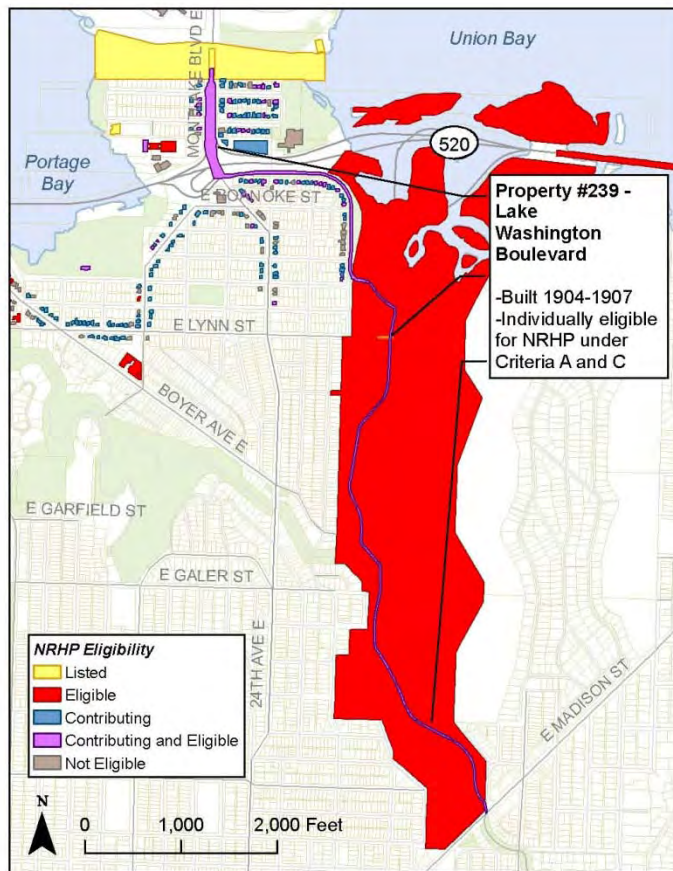 MONTLAKE BLVD E
Union Bay
Portage
Bay
520
E ROANOKE ST
Property #239 -
Lake
Washington
Boulevard
-Built 1904-1907
-Individually eligible
for NRHP under
Criteria A and C
E LYNN ST
BOYER AVE E
E GARFIELD ST
E GALER ST
24TH AVE E
E MADISON ST
NRHP Eligibility
Listed
Eligible
Contributing
Contributing and Eligible
Not Eligible
N
0 1,000 2,000 Feet